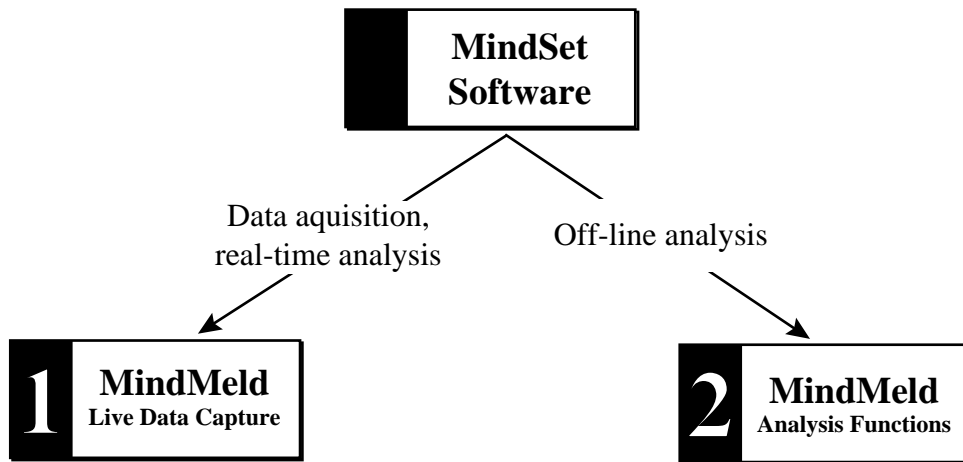 MindSet
Software
Data aquisition,
real-time analysis
Off-line analysis
1
MindMeld
Live Data Capture
2
MindMeld
Analysis Functions